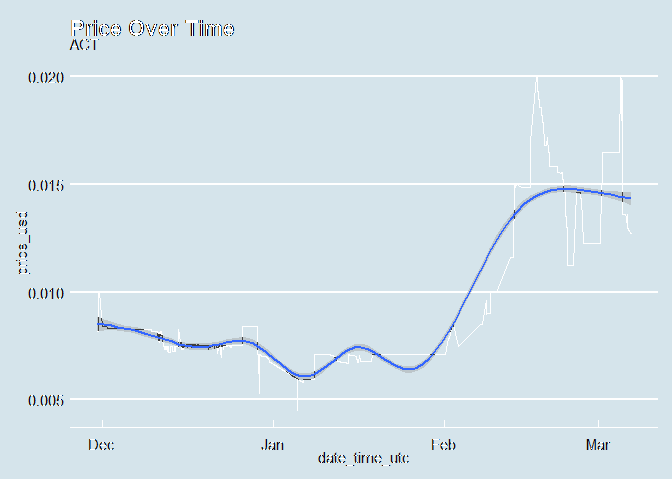 Price Over Time
ACT
0.020
0.015
price_usd
0.010
0.005
Dec Jan Feb Mar
date_time_utc